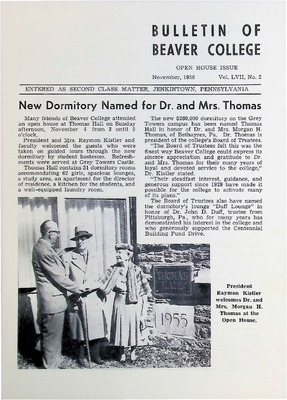 BULLETIN OF
BEAVER COLLEGE
OPEN HOUSE ISSUE
November, 1956 Vol. LVII, No. 2
ENTERED AS SECOND CLASS MATTER, JENKINTOWN, PENNSYLVANIA
New Dormitory Named for Dr. and Mrs. Thomas
Many friends of Beaver College attended
an open house at Thomas Hall on Sunday
afternoon, November 4 from 2 until 5
o'clock.
President and Mrs. Raymon Kistler and
faculty welcomed the guests who were
taken on guided tours through the new
dormitory by student hostesses. Refresh-
ments were served at Grey Towers Castle.
Thomas Hall contains 31 dormitory rooms
accommodating 61 girls, spacious lounges,
a study area, an apartment for the director
of residence, a kitchen for the students, and
a well-equipped laundry room.
The new $260,000 dormitory on the Grey
Towers campus has been named Thomas
Hall in honor of Dr. and Mrs. Morgan H.
Thomas, of Bethayres, Pa. Dr. Thomas is
president of the college's Board of Trustees.
"The Board of Trustees felt this was the
finest way Beaver College could express its
sincere appreciation and gratitude to Dr.
and Mrs. Thomas for their many years of
loyal and devoted service to the college,"
Dr. Kistler stated.
"Their steadfast interest, guidance, and
generous support since 1929 have made it
possible for the college to activate many
of its plans."
The Board of Trustees also have named
the dormitory's lounge "Duff Lounge" in
honor of Dr. John D. Duff, trustee from
Pittsburgh, Pa., who for many years has
demonstrated his interest in the college and
who generously supported the Centennial
Building Fund Drive.
THOMAS
HALL
1955
President
Raymon Kistler
welcomes Dr. and
Mrs. Morgan H.
Thomas at the
Open House.